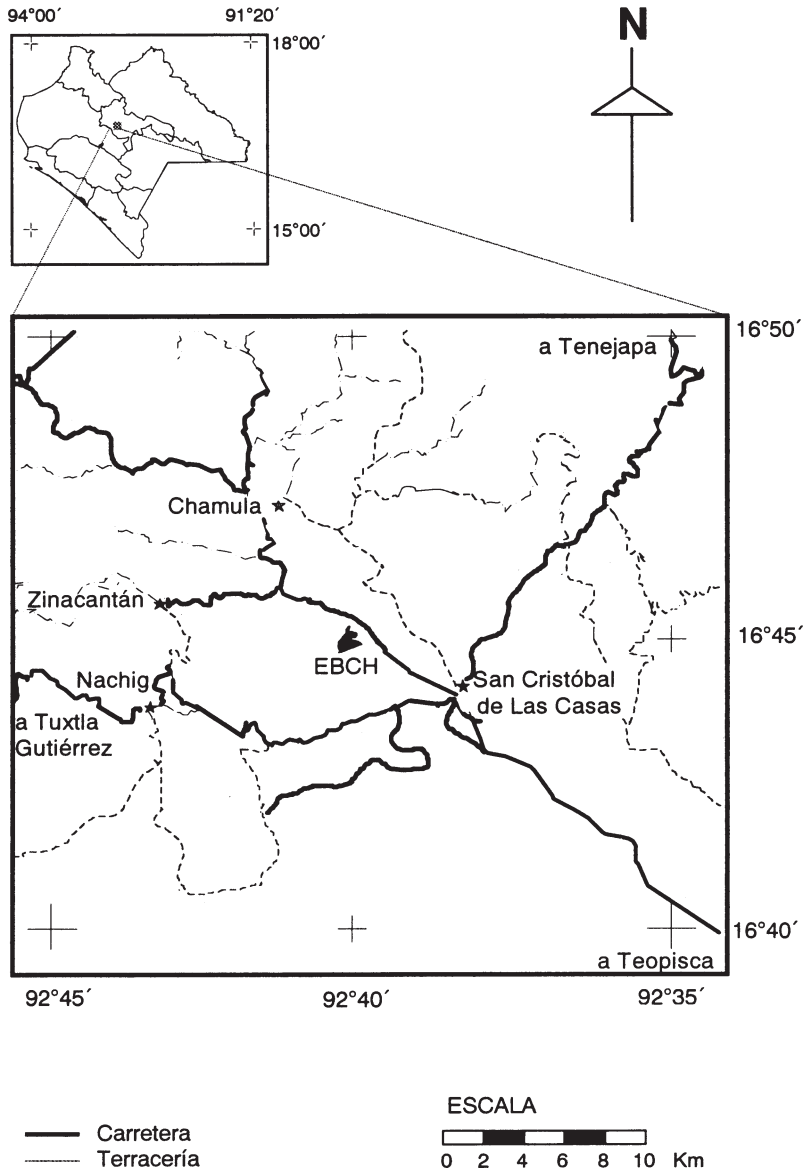 94°00´ 91°20´
18°00´
15°00´
N
16°50´
a Tenejapa
Chamula
Zinacantán
16°45´
EBCH
Nachig
San Cristóbal
de Las Casas
a Tuxtla
Gutiérrez
16°40´
a Teopisca
92°45´ 92°40´ 92°35´
ESCALA
Carretera
Terracería
0 2 4 6 8 10 Km